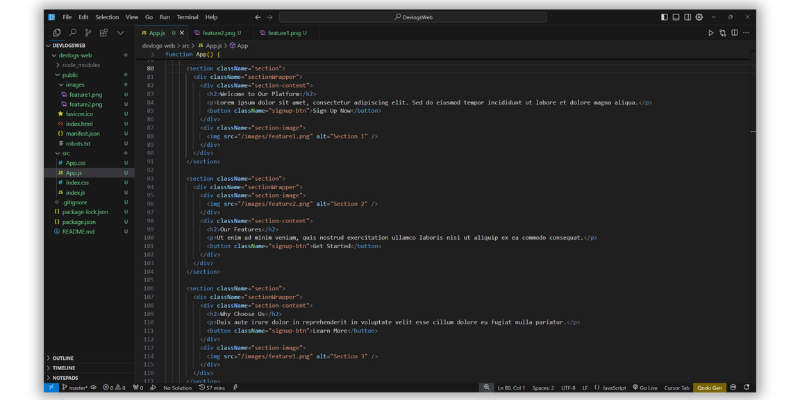 File Edit Selection View Go Run Terminal Help
DevlogsWeb
DEVLOGSWEB
devlogs-web
node_modules
public
images
feature1.png U
feature2.png U
favicon.ico U
index.html U
manifest.json U
robots.txt U
src
App.css U
App.js U
index.css U
index.js U
.gitignore U
package-lock.json U
package.json U
README.md U
OUTLINE
TIMELINE
NOTEPADS
App.js U feature2.png U feature1.png U
devlogs-web > src > App.js > App
3 function App() {
80 <section className="section">
81 <div className="sectionWrapper">
82 <div className="section-content">
83 <h2>Welcome to Our Platform</h2>
84 <p>Lorem ipsum dolor sit amet, consectetur adipiscing elit. Sed do eiusmod tempor incididunt ut labore et dolore magna aliqua.</p>
85 <button className="signup-btn">Sign Up Now</button>
86 </div>
87 <div className="section-image">
88 <img src="/images/feature1.png" alt="Section 1" />
89 </div>
90 </div>
91 </section>
92
93 <section className="section">
94 <div className="sectionWrapper">
95 <div className="section-image">
96 <img src="/images/feature2.png" alt="Section 2" />
97 </div>
98 <div className="section-content">
99 <h2>Our Features</h2>
100 <p>Ut enim ad minim veniam, quis nostrud exercitation ullamco laboris nisi ut aliquip ex ea commodo consequat.</p>
101 <button className="signup-btn">Get Started</button>
102 </div>
103 </div>
104 </section>
105
106 <section className="section">
107 <div className="sectionWrapper">
108 <div className="section-content">
109 <h2>Why Choose Us</h2>
110 <p>Duis aute irure dolor in reprehenderit in voluptate velit esse cillum dolore eu fugiat nulla pariatur.</p>
111 <button className="signup-btn">Learn More</button>
112 </div>
113 <div className="section-image">
114 <img src="/images/feature1.png" alt="Section 3" />
115 </div>
116 </div>
117 </section>
master* 0 0 0 No Solution 57 mins Ln 80, Col 1 Spaces: 2 UTF-8 LF {} JavaScript Go Live Cursor Tab Qodo Gen